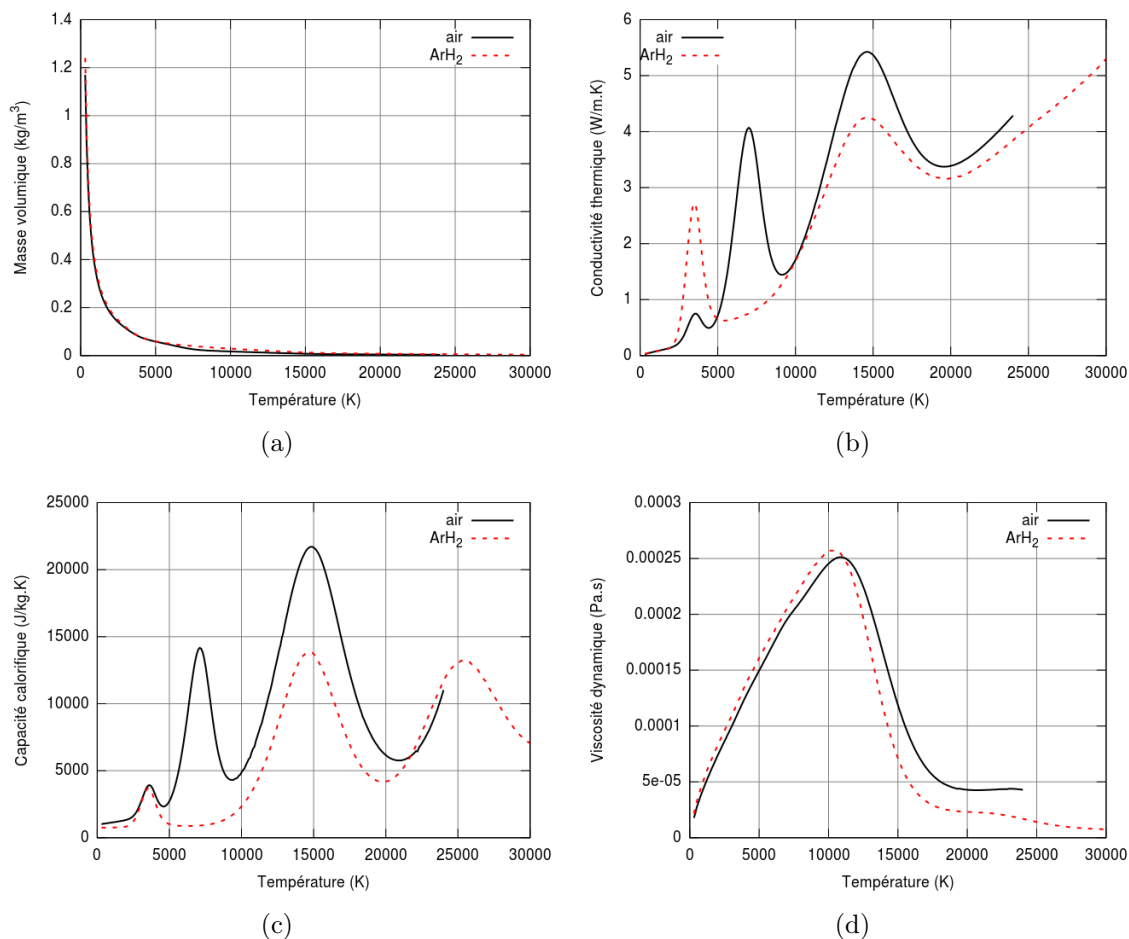 1.4
1.2
1
0.8
0.6
0.4
0.2
0
Masse volumique (kg/m³)
air
ArH₂
0 5000 10000 15000 20000 25000 30000
Température (K)
(a)
6
5
4
3
2
1
0
Conductivité thermique (W/m.K)
air
ArH₂
0 5000 10000 15000 20000 25000 30000
Température (K)
(b)
25000
20000
15000
10000
5000
0
Capacité calorifique (J/kg.K)
air
ArH₂
0 5000 10000 15000 20000 25000 30000
Température (K)
(c)
0.0003
0.00025
0.0002
0.00015
0.0001
5e-05
0
Viscosité dynamique (Pa.s)
air
ArH₂
0 5000 10000 15000 20000 25000 30000
Température (K)
(d)